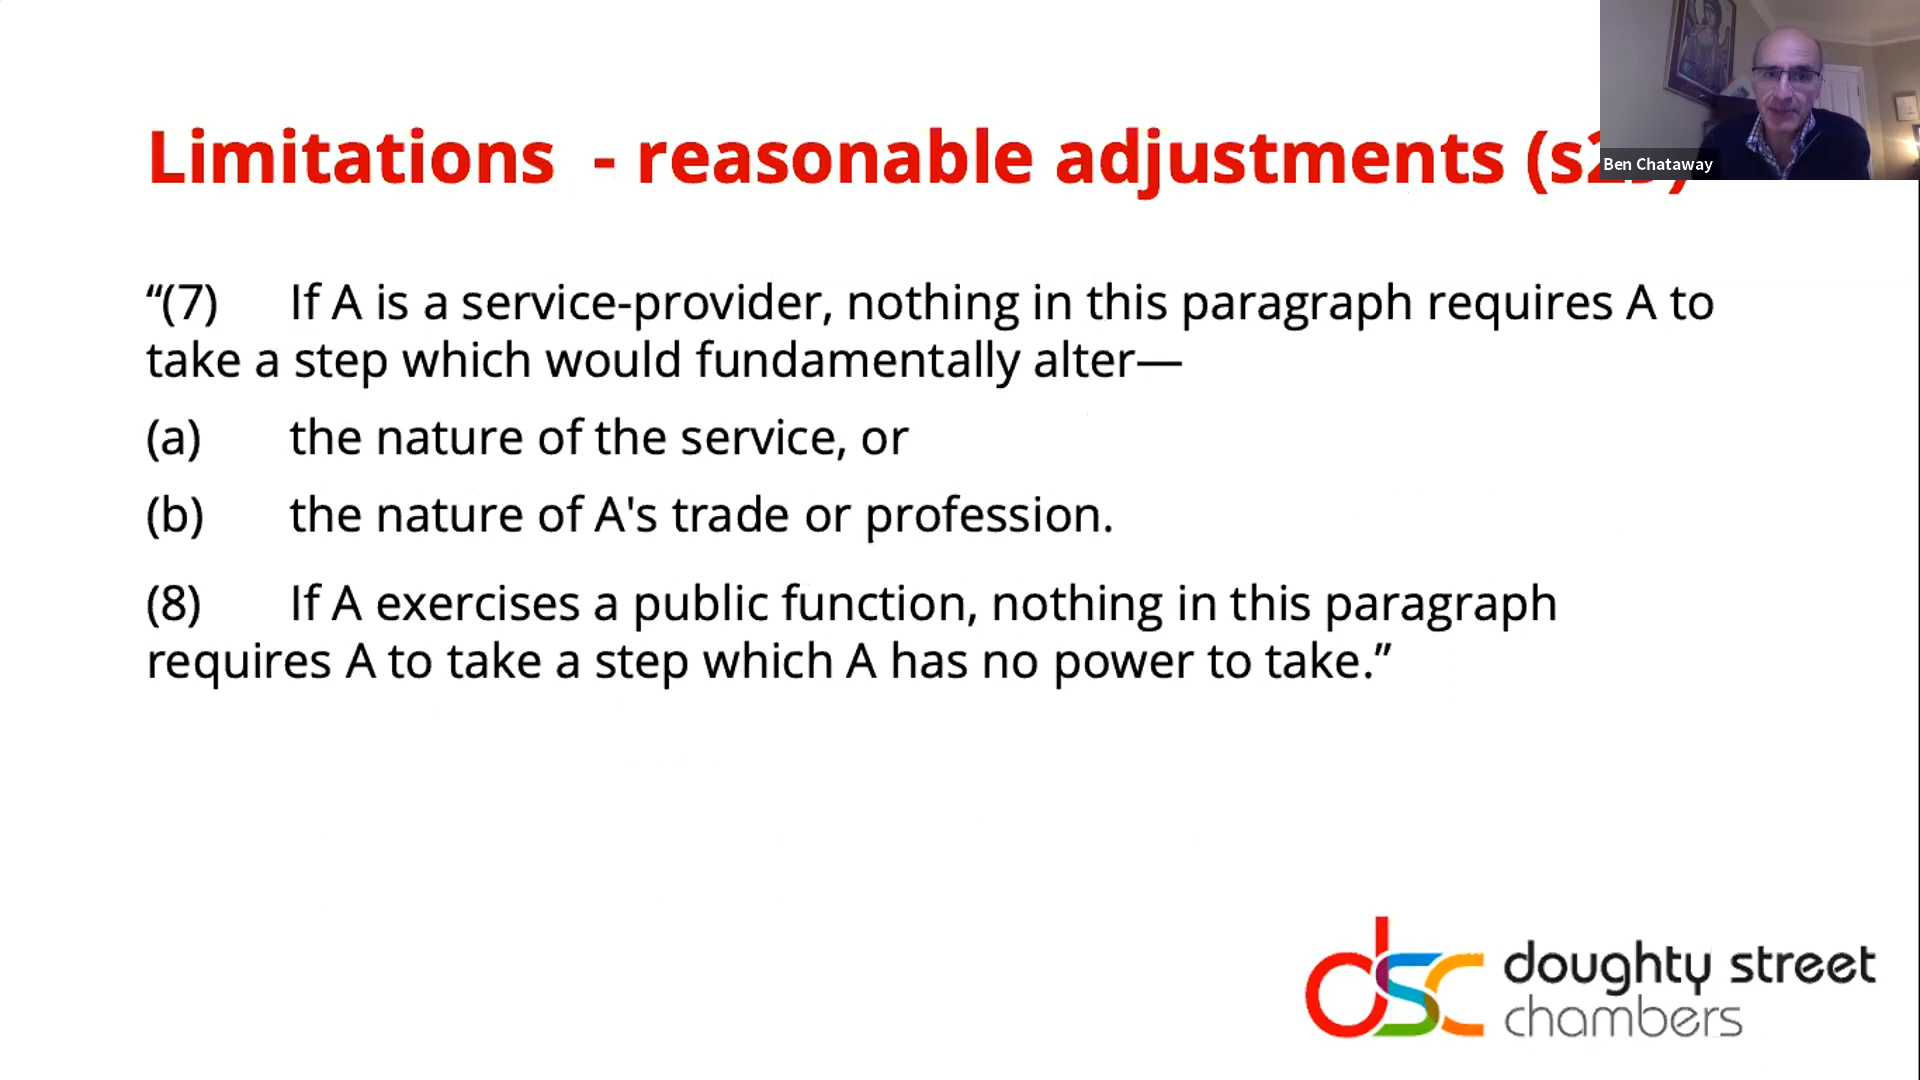 Limitations - reasonable adjustments
Ben Chataway
“(7) If A is a service-provider, nothing in this paragraph requires A to
take a step which would fundamentally alter—
(a) the nature of the service, or
(b) the nature of A's trade or profession.
(8) If A exercises a public function, nothing in this paragraph
requires A to take a step which A has no power to take.”
dsc doughty street
chambers